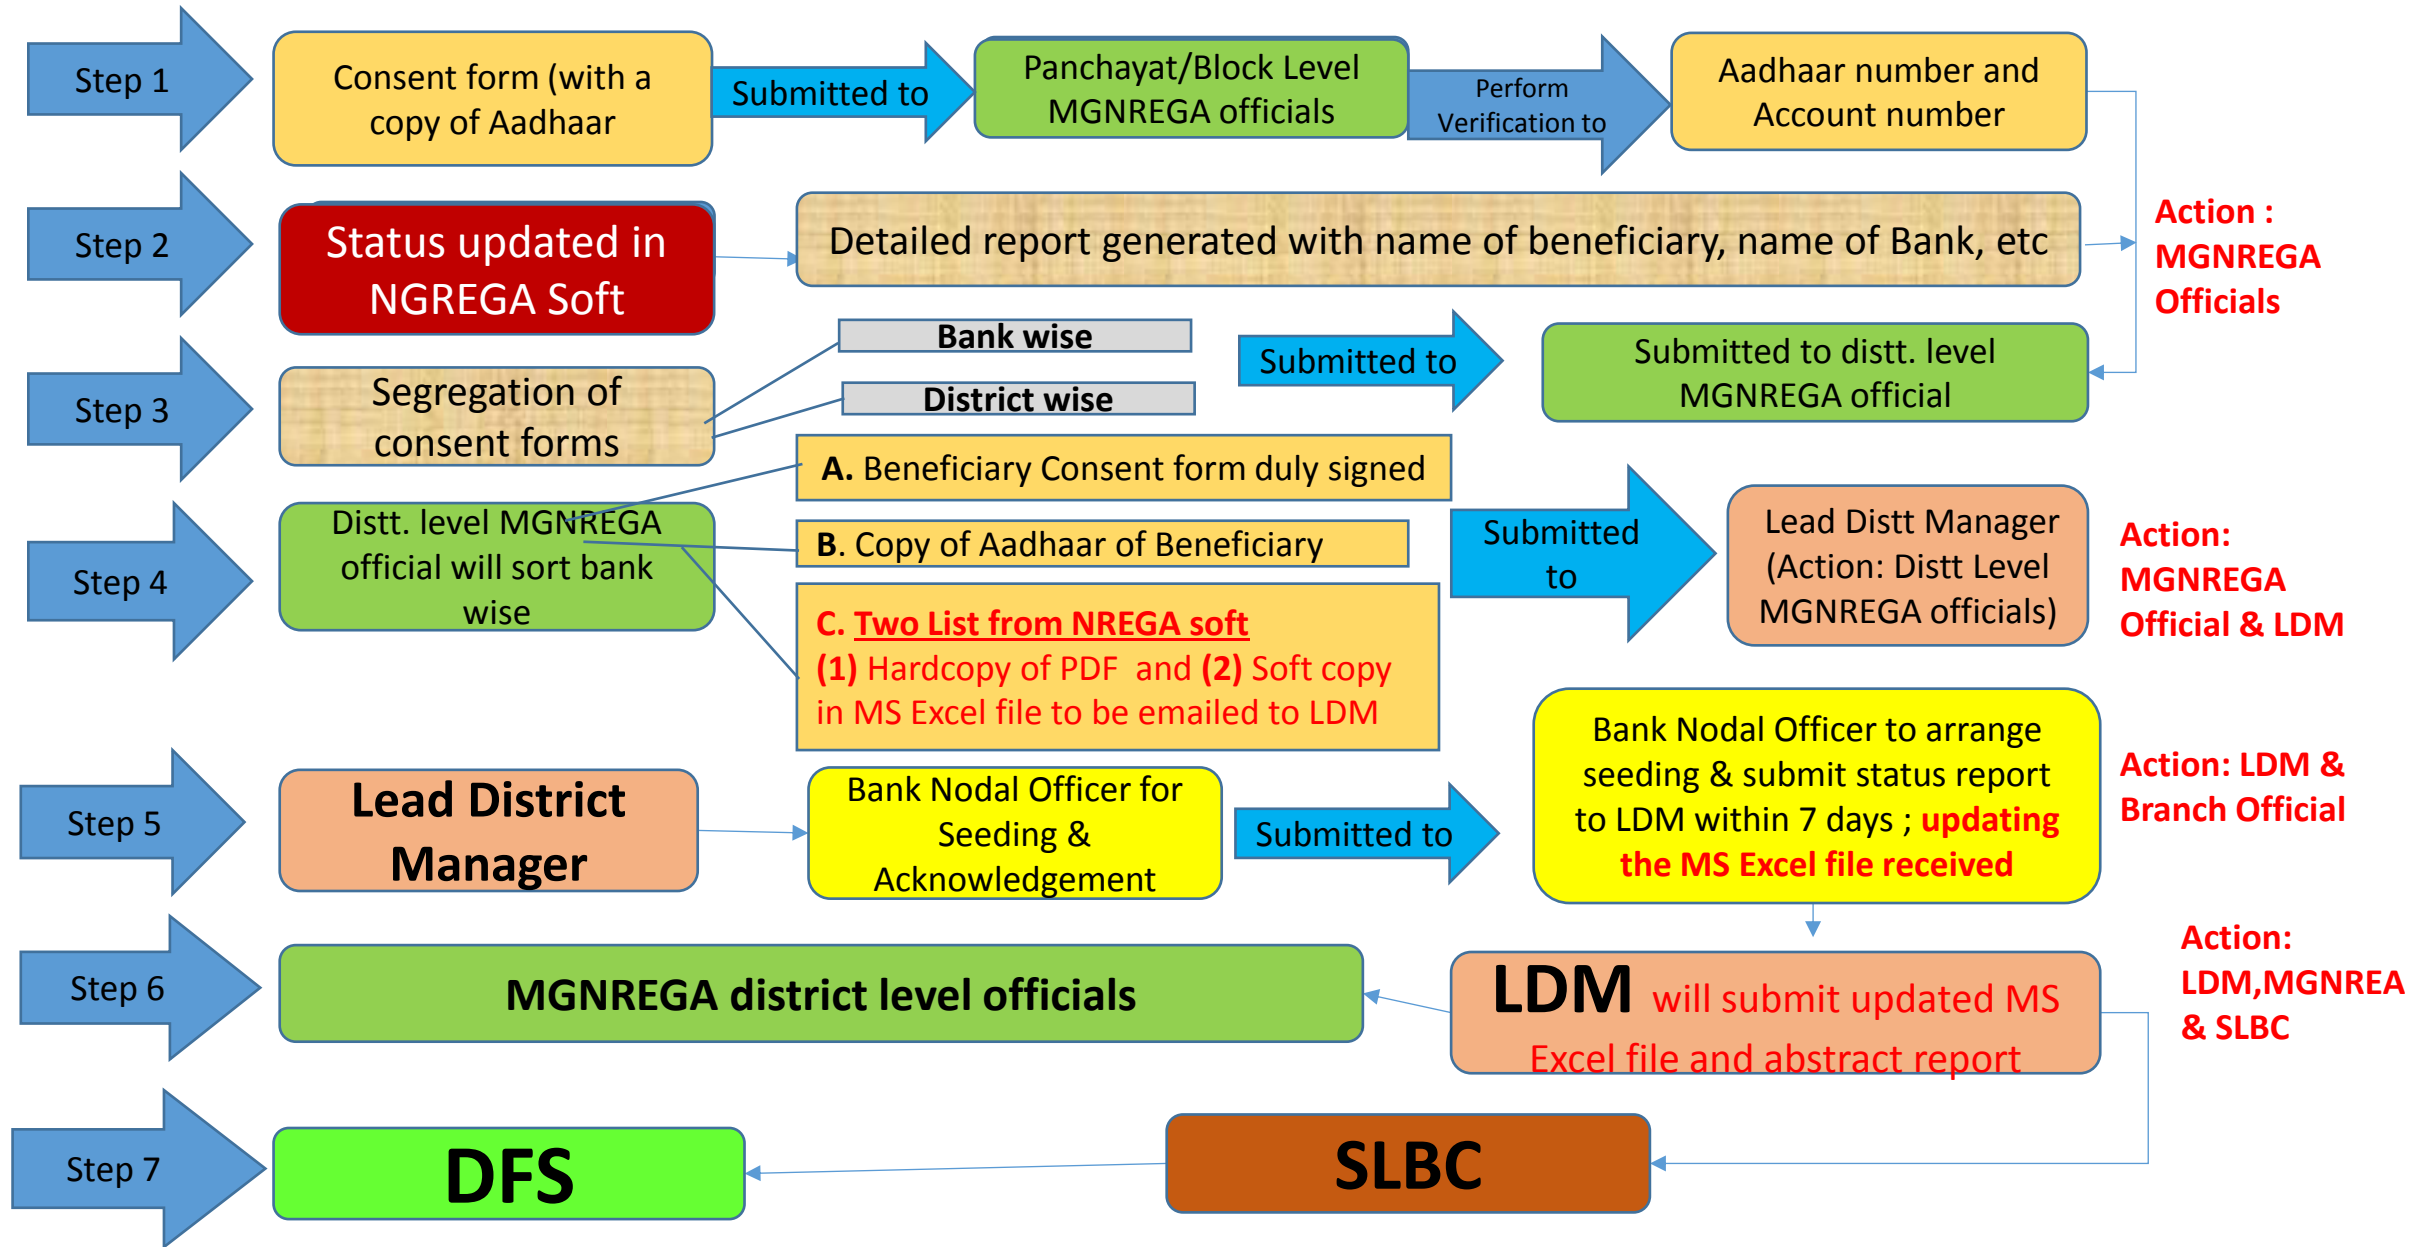 Step 1
Consent form (with a
copy of Aadhaar
Submitted to
Panchayat/Block Level
MGNREGA officials
Perform
Verification to
Aadhaar number and
Account number
Step 2
Status updated in
NGREGA Soft
Detailed report generated with name of beneficiary, name of Bank, etc
Action :
MGNREGA
Officials
Step 3
Segregation of
consent forms
Bank wise
District wise
Submitted to
Submitted to distt. level
MGNREGA official
Step 4
Distt. level MGNREGA
official will sort bank
wise
A. Beneficiary Consent form duly signed
B. Copy of Aadhaar of Beneficiary
C. Two List from NREGA soft
(1) Hardcopy of PDF and (2) Soft copy
in MS Excel file to be emailed to LDM
Submitted
to
Lead Distt Manager
(Action: Distt Level
MGNREGA officials)
Action:
MGNREGA
Official & LDM
Step 5
Lead District
Manager
Bank Nodal Officer for
Seeding &
Acknowledgement
Submitted to
Bank Nodal Officer to arrange
seeding & submit status report
to LDM within 7 days ; updating
the MS Excel file received
Action: LDM &
Branch Official
Step 6
MGNREGA district level officials
LDM will submit updated MS
Excel file and abstract report
Action:
LDM,MGNREA
& SLBC
Step 7
DFS
SLBC